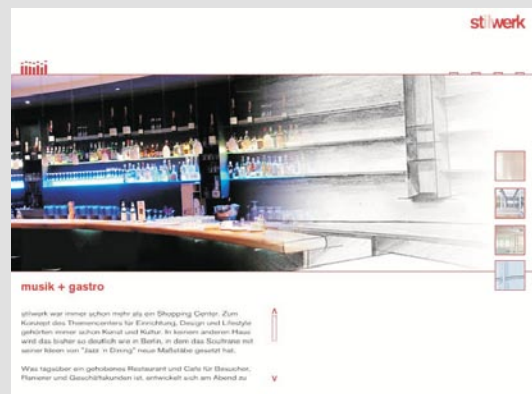 stilwerk
musik + gastro
stilwerk war immer schon mehr als ein Shopping Center. Zum
Konzept des Themencenters für Einrichtung, Design und Lifestyle
gehörten immer schon Kunst und Kultur. In keinem anderen Haus
wird das bisher so deutlich wie in Berlin, in dem das Soultrane mit
seiner Ideen von "Jazz 'n Dining" neue Maßstäbe gesetzt hat.
Was tagsüber ein gehobenes Restaurant und Cafe für Besucher,
Flanierer und Geschäftskunden ist, entwickelt sich am Abend zu